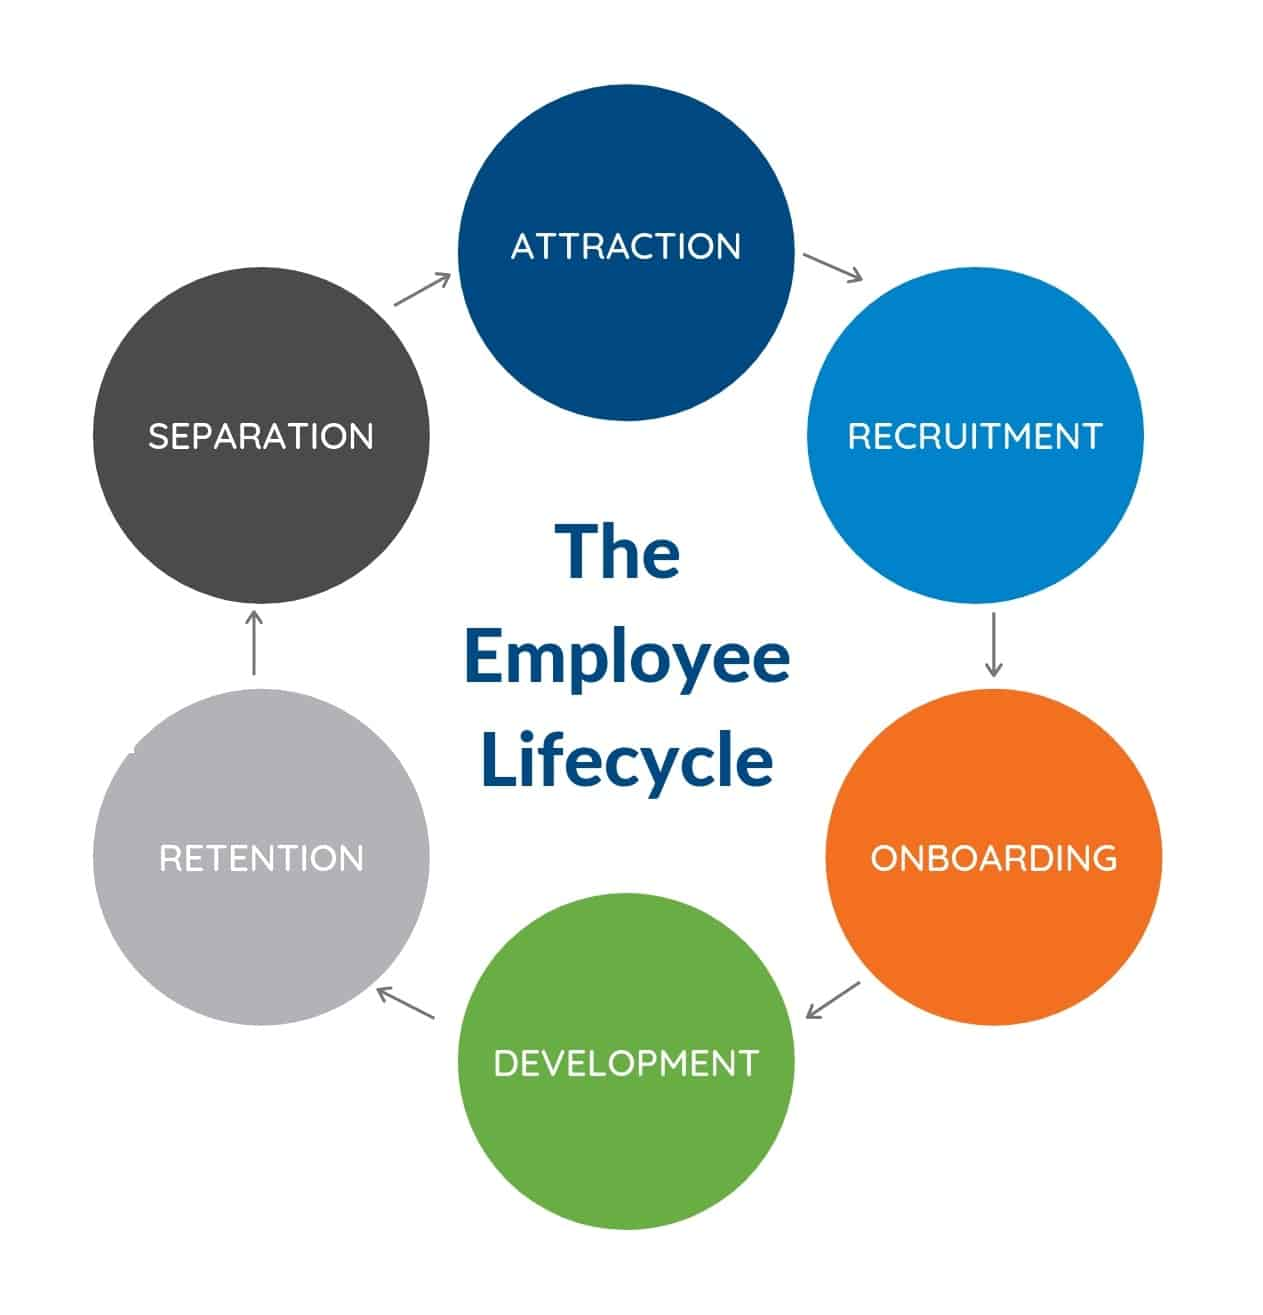 ATTRACTION
RECRUITMENT
ONBOARDING
DEVELOPMENT
RETENTION
SEPARATION
The
Employee
Lifecycle